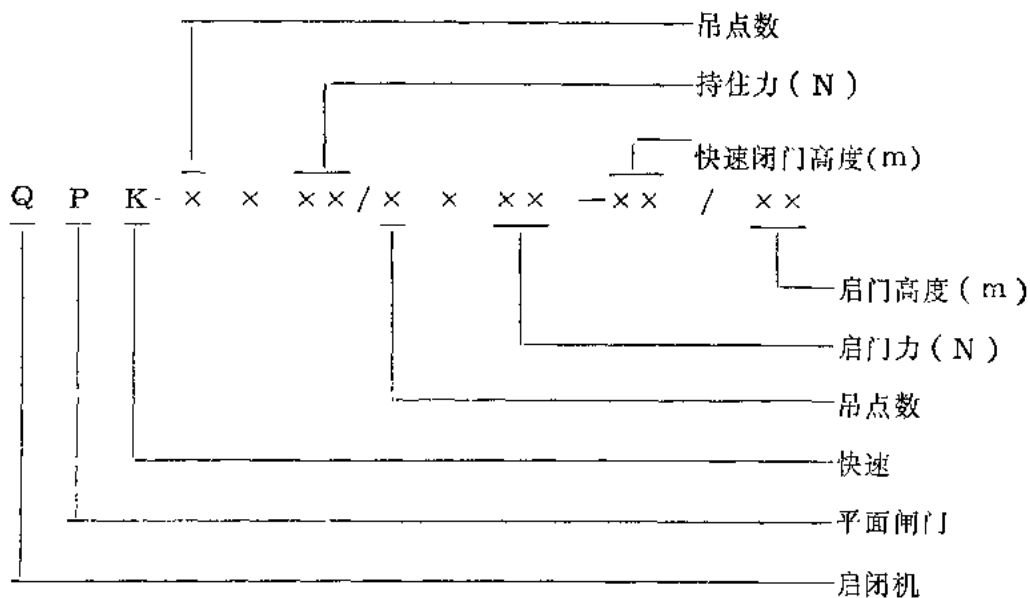 吊点数
持住力(N)
快速闭门高度(m)
Q P K- × × ××/× × ×× —×× / ××
启门高度(m)
启门力(N)
吊点数
快速
平面闸门
启闭机